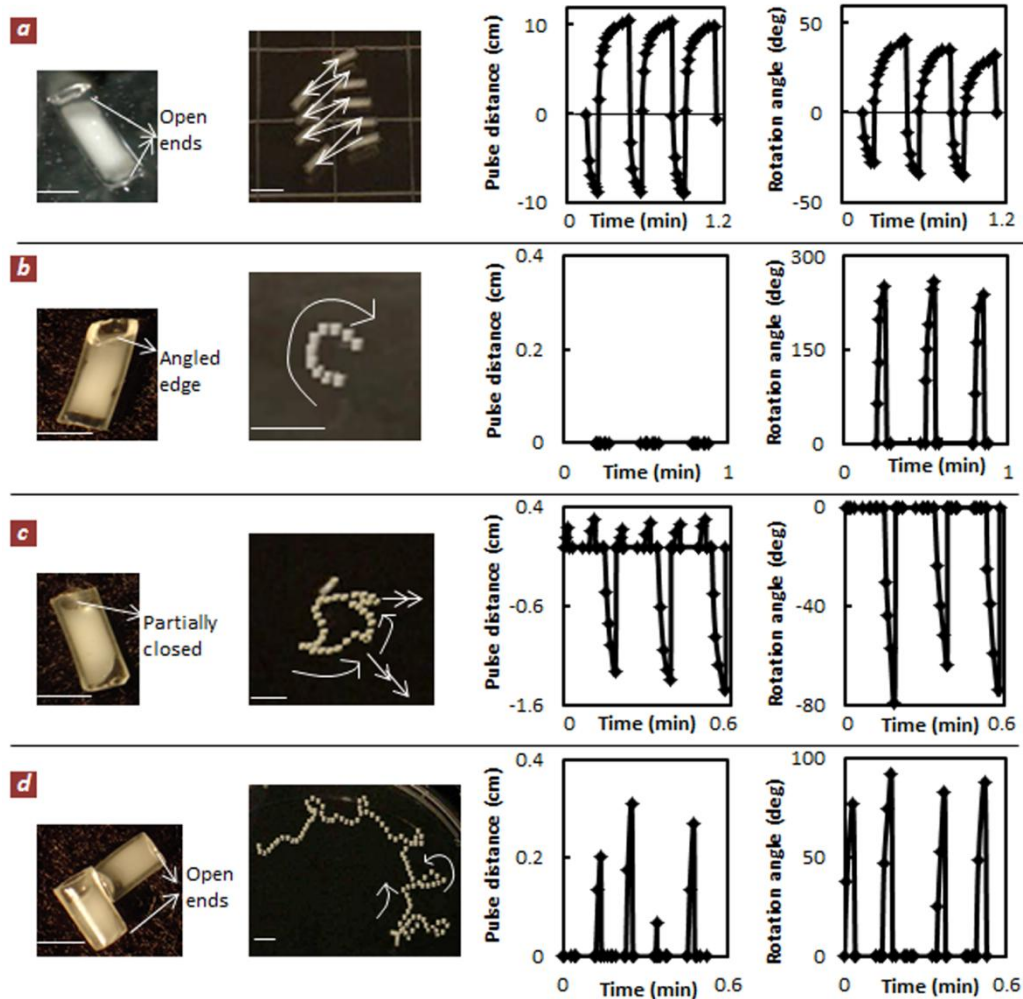 a
Open
ends
Pulse distance (cm)
10
0
-10
0 Time (min) 1.2
Rotation angle (deg)
50
0
-50
0 Time (min) 1.2
b
Angled
edge
Pulse distance (cm)
0.4
0.2
0
0 Time (min) 1
Rotation angle (deg)
300
150
0
0 Time (min) 1
c
Partially
closed
Pulse distance (cm)
0.4
-0.6
-1.6
0 Time (min) 0.6
Rotation angle (deg)
0
-40
-80
0 Time (min) 0.6
d
Open
ends
Pulse distance (cm)
0.4
0.2
0
0 Time (min) 0.6
Rotation angle (deg)
100
50
0
0 Time (min) 0.6